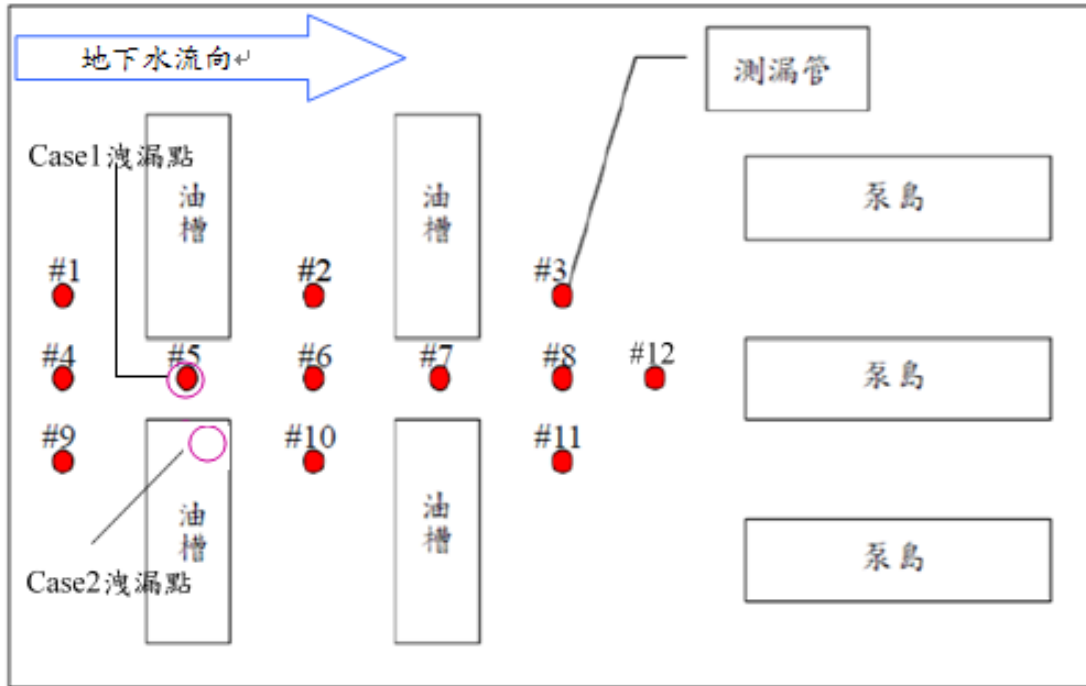 地下水流向↵
測漏管
Case1洩漏點
油
槽
油
槽
泵島
#1
#2
#3
#4
#5
#6
#7
#8
#12
泵島
#9
#10
#11
油
槽
油
槽
泵島
Case2洩漏點